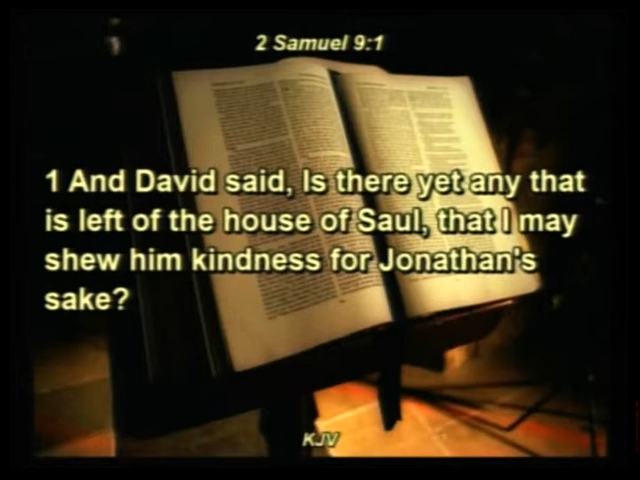 2 Samuel 9:1
1 And David said, Is there yet any that
is left of the house of Saul, that I may
shew him kindness for Jonathan's
sake?
KJV